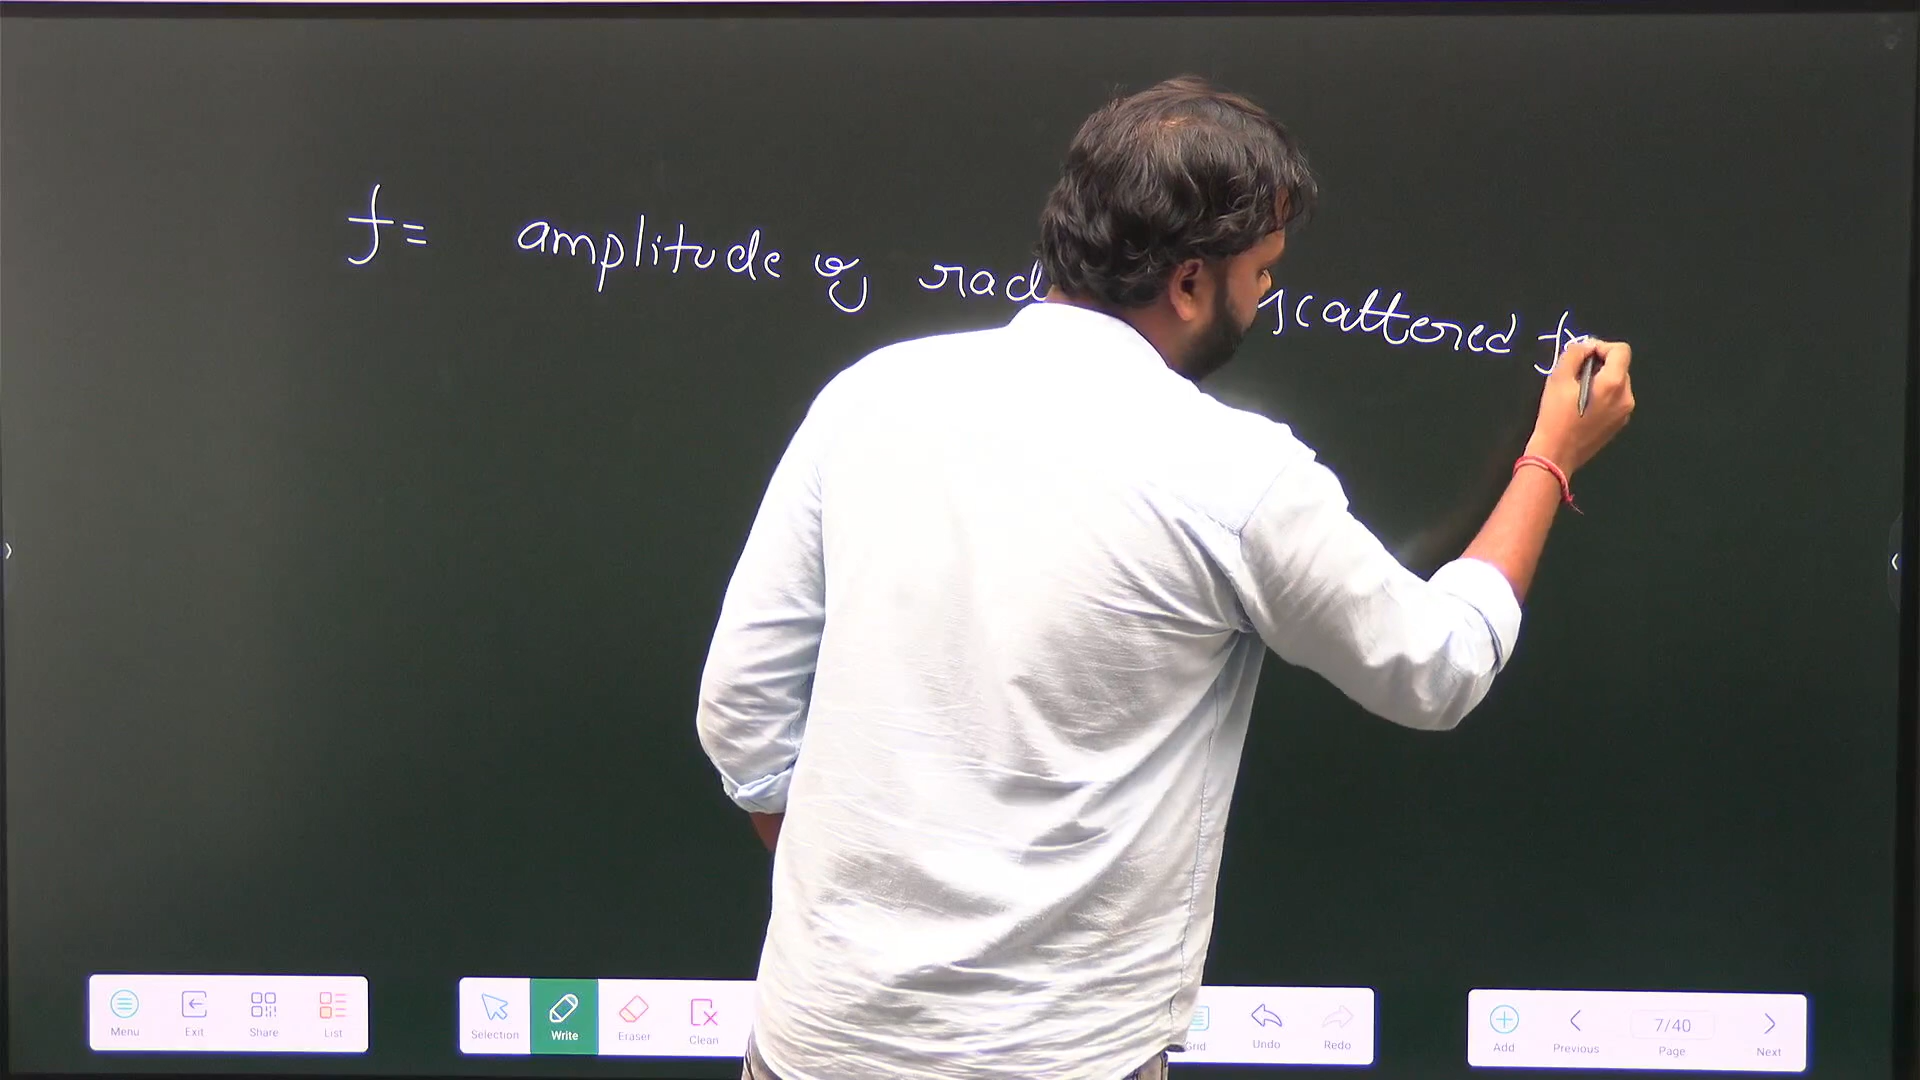 f = amplitude of rad scattered
Menu Exit Share List Selection Write Eraser Clean Grid Undo Redo Add Previous 7/40 Page Next